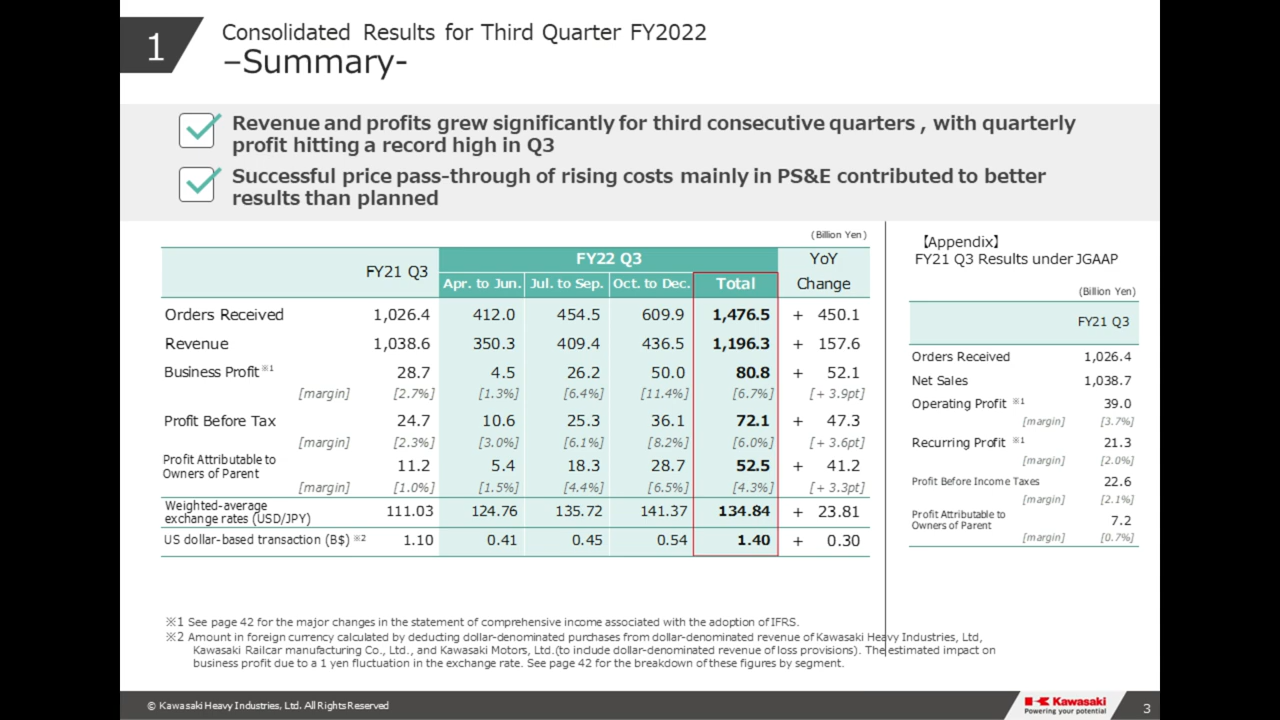 1
Consolidated Results for Third Quarter FY2022
–Summary-
Revenue and profits grew significantly for third consecutive quarters , with quarterly
profit hitting a record high in Q3
Successful price pass-through of rising costs mainly in PS&E contributed to better
results than planned
(Billion Yen)
FY21 Q3 FY22 Q3 YoY
Apr. to Jun. Jul. to Sep. Oct. to Dec. Total Change
Orders Received 1,026.4 412.0 454.5 609.9 1,476.5 + 450.1
Revenue 1,038.6 350.3 409.4 436.5 1,196.3 + 157.6
Business Profit ※1 28.7 4.5 26.2 50.0 80.8 + 52.1
[margin] [2.7%] [1.3%] [6.4%] [11.4%] [6.7%] [+ 3.9pt]
Profit Before Tax 24.7 10.6 25.3 36.1 72.1 + 47.3
[margin] [2.3%] [3.0%] [6.1%] [8.2%] [6.0%] [+ 3.6pt]
Profit Attributable to
Owners of Parent 11.2 5.4 18.3 28.7 52.5 + 41.2
[margin] [1.0%] [1.5%] [4.4%] [6.5%] [4.3%] [+ 3.3pt]
Weighted-average
exchange rates (USD/JPY) 111.03 124.76 135.72 141.37 134.84 + 23.81
US dollar-based transaction (B$) ※2 1.10 0.41 0.45 0.54 1.40 + 0.30
【Appendix】
FY21 Q3 Results under JGAAP
(Billion Yen)
FY21 Q3
Orders Received 1,026.4
Net Sales 1,038.7
Operating Profit ※1 39.0
[margin] [3.7%]
Recurring Profit ※1 21.3
[margin] [2.0%]
Profit Before Income Taxes 22.6
[margin] [2.1%]
Profit Attributable to
Owners of Parent 7.2
[margin] [0.7%]
※1 See page 42 for the major changes in the statement of comprehensive income associated with the adoption of IFRS.
※2 Amount in foreign currency calculated by deducting dollar-denominated purchases from dollar-denominated revenue of Kawasaki Heavy Industries, Ltd,
Kawasaki Railcar manufacturing Co., Ltd., and Kawasaki Motors, Ltd.(to include dollar-denominated revenue of loss provisions). The estimated impact on
business profit due to a 1 yen fluctuation in the exchange rate. See page 42 for the breakdown of these figures by segment.
© Kawasaki Heavy Industries, Ltd. All Rights Reserved
Kawasaki
Powering your potential
3